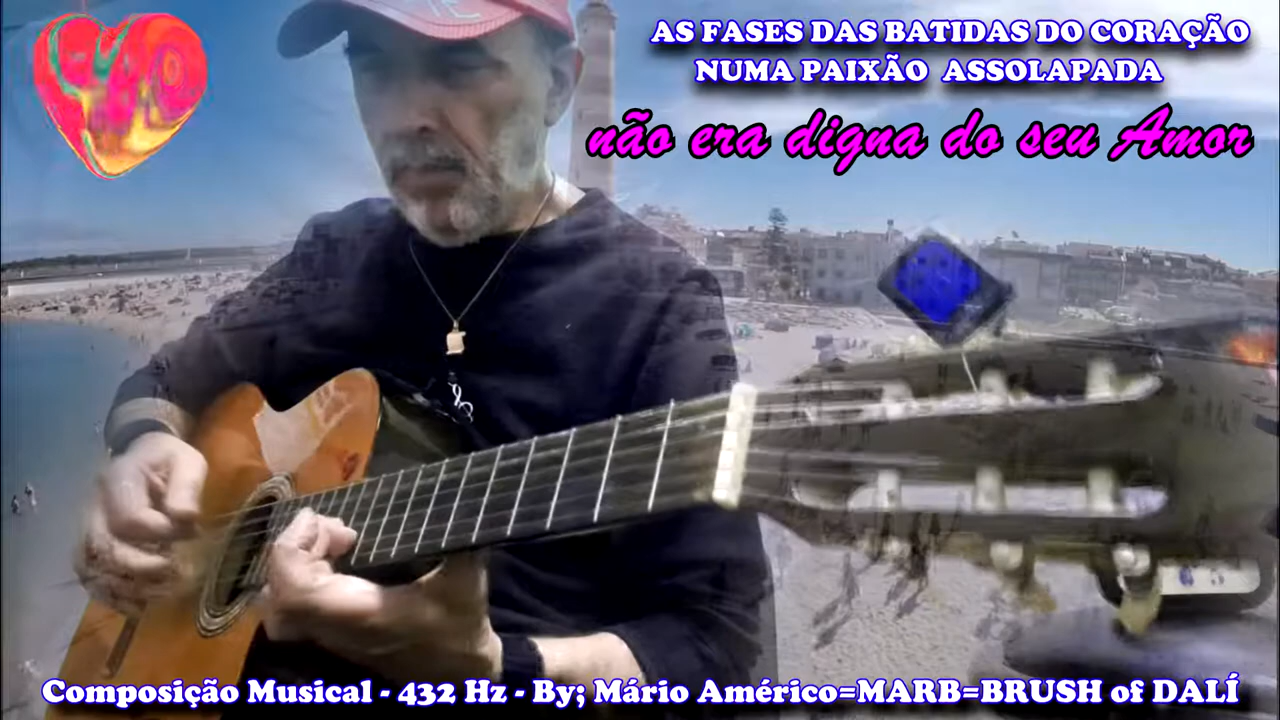 AS FASES DAS BATIDAS DO CORAÇÃO
NUMA PAIXÃO ASSOLAPADA
não era digna do seu Amor
Composição Musical - 432 Hz - By; Mário Américo=MARB=BRUSH of DALÍ